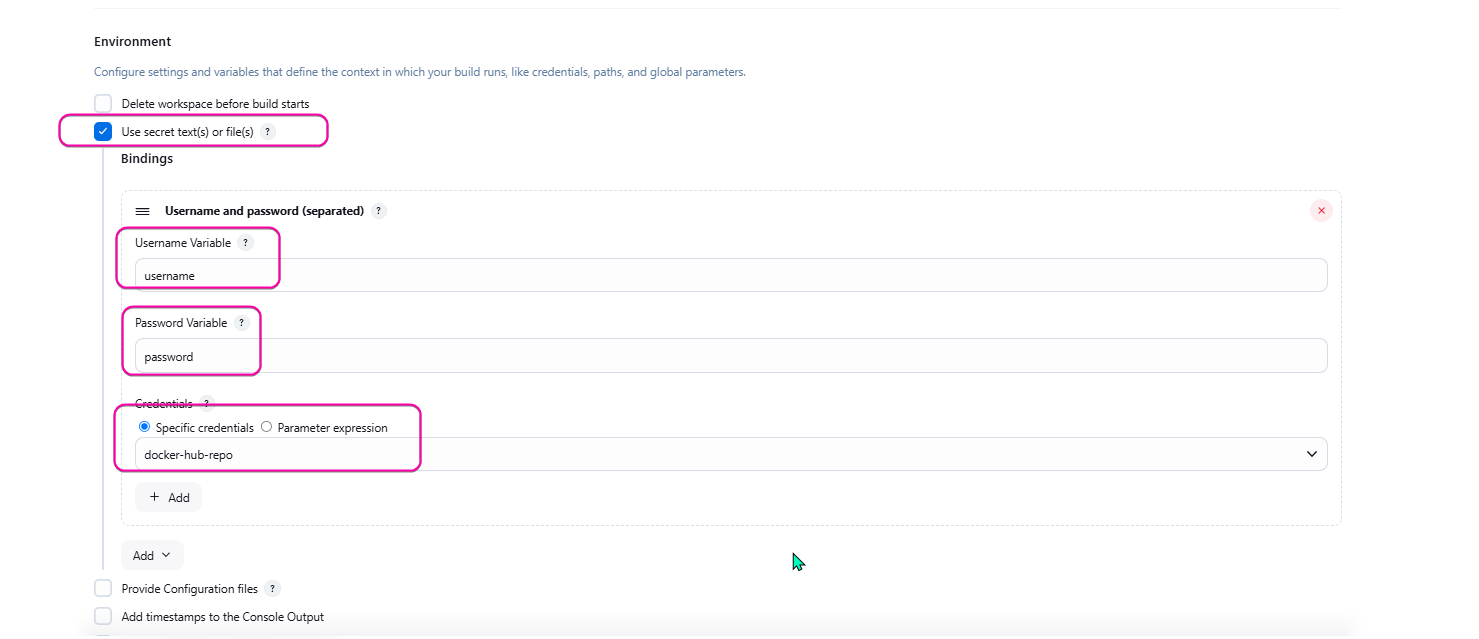 Environment
Configure settings and variables that define the context in which your build runs, like credentials, paths, and global parameters.
Delete workspace before build starts
Use secret text(s) or file(s) ?
Bindings
Username and password (separated) ?
Username Variable ?
username
Password Variable ?
password
Credentials ?
Specific credentials Parameter expression
docker-hub-repo
+ Add
Add
Provide Configuration files ?
Add timestamps to the Console Output